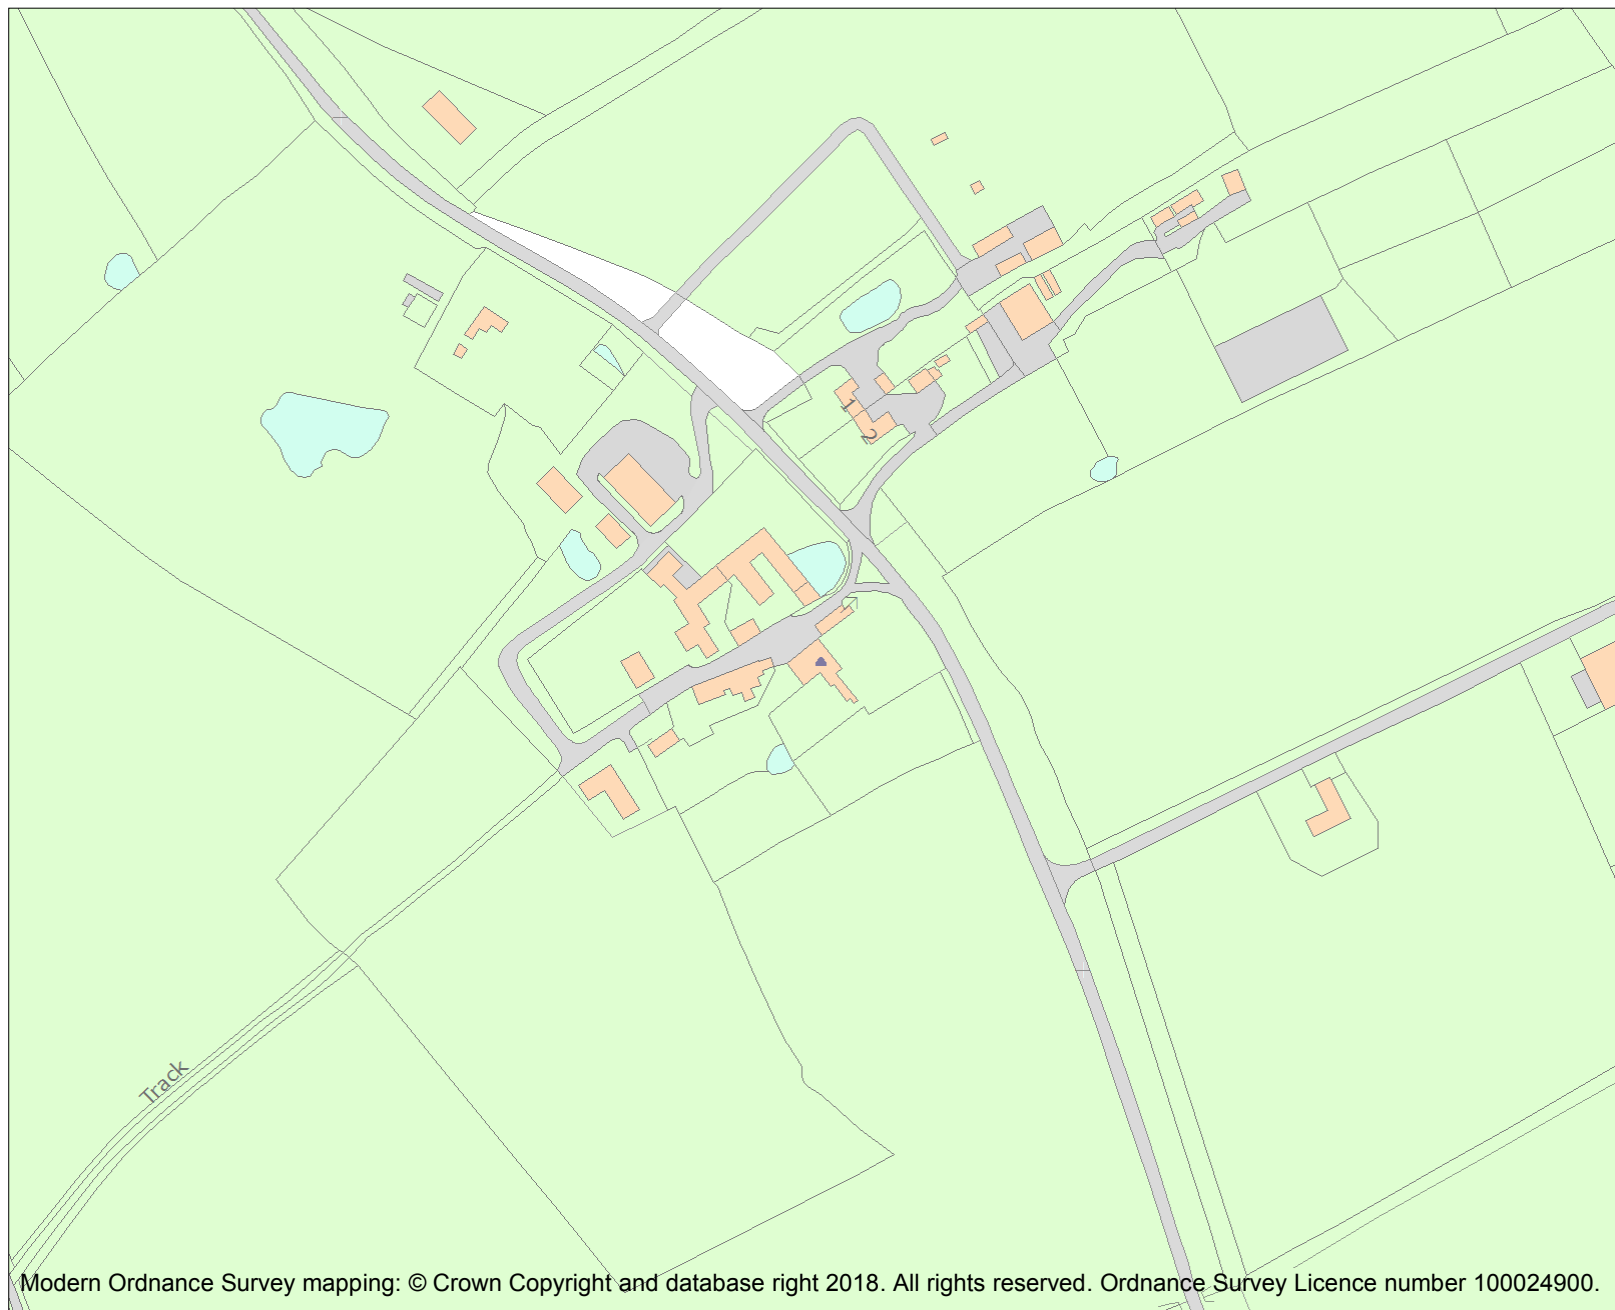 1
2
Track
Modern Ordnance Survey mapping: © Crown Copyright and database right 2018. All rights reserved. Ordnance Survey Licence number 100024900.